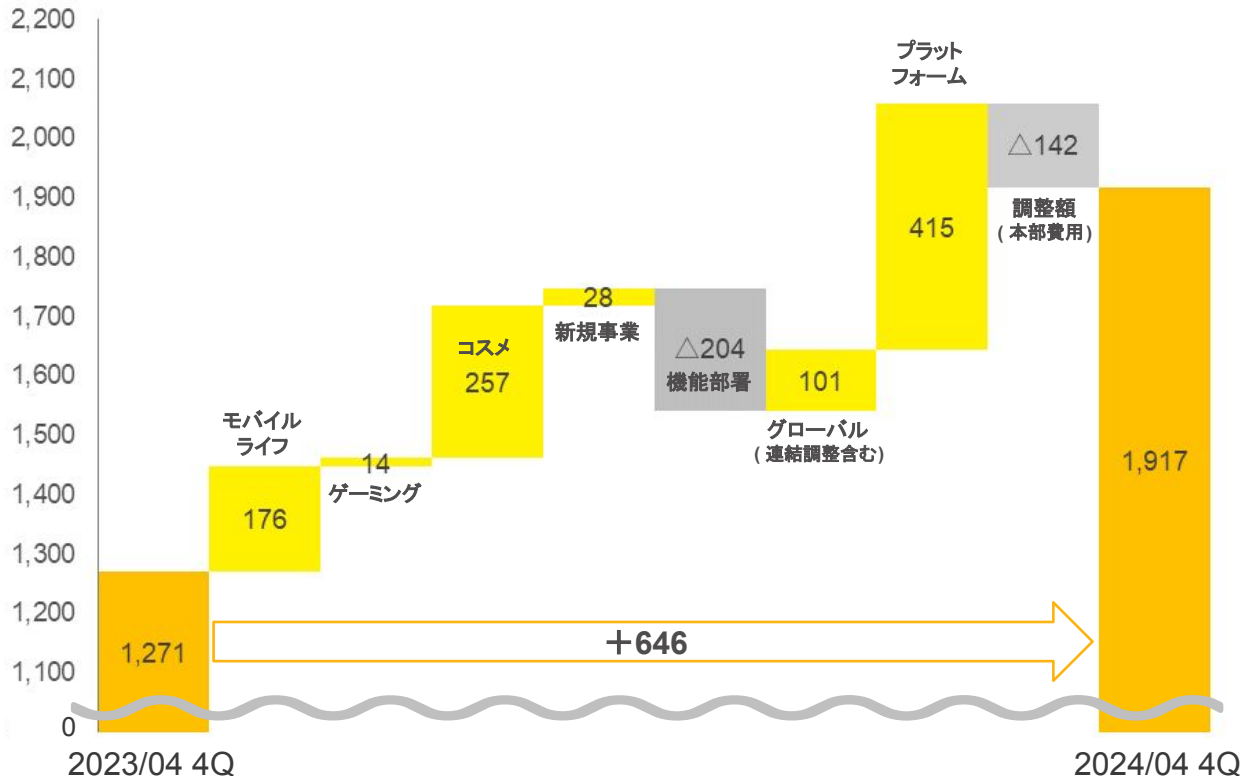 2,200
2,100
2,000
1,900
1,800
1,700
1,600
1,500
1,400
1,300
1,200
1,100
0
1,271
モバイル
ライフ
176
14
ゲーミング
コスメ
257
28
新規事業
△204
機能部署
101
グローバル
(連結調整含む)
プラット
フォーム
415
△142
調整額
(本部費用)
1,917
＋646
2023/04 4Q
2024/04 4Q